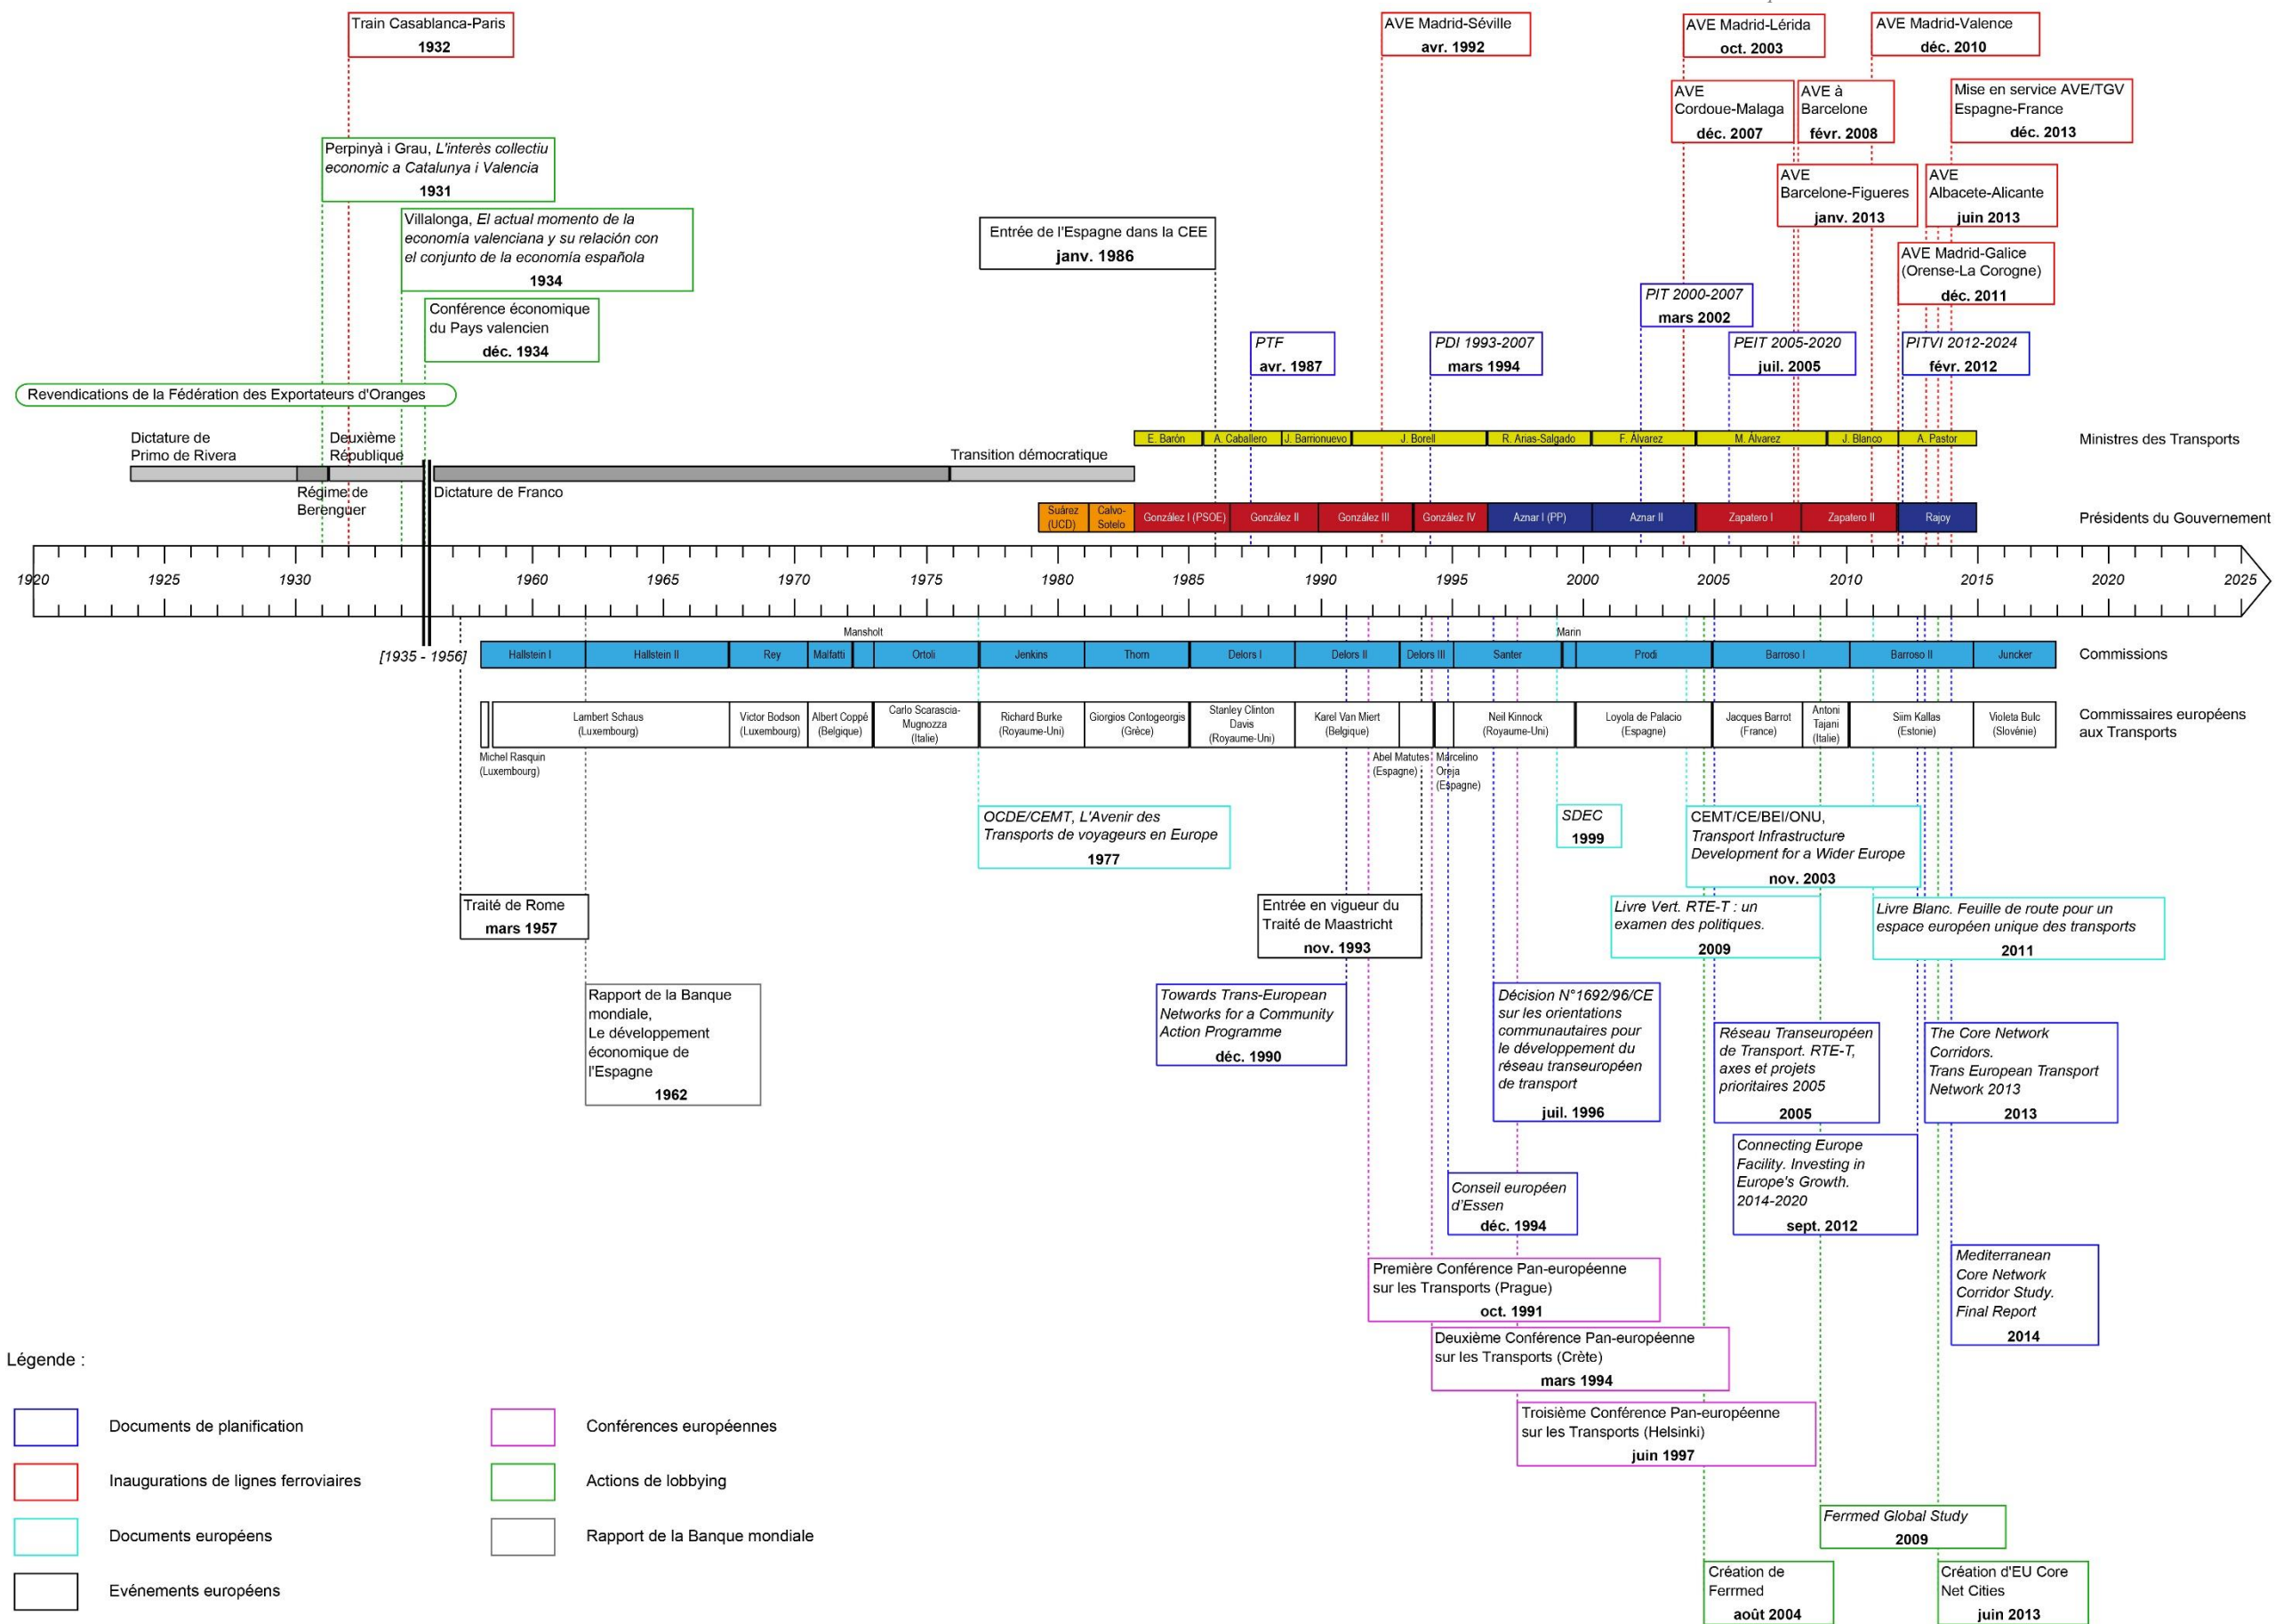 Train Casablanca-Paris
1932
AVE Madrid-Séville
avr. 1992
AVE Madrid-Lérida
oct. 2003
AVE Madrid-Valence
déc. 2010
AVE
Cordoue-Malaga
déc. 2007
AVE à
Barcelone
févr. 2008
Mise en service AVE/TGV
Espagne-France
déc. 2013
Perpinyà i Grau, L'interès collectiu
economic a Catalunya i Valencia
1931
AVE
Barcelone-Figueres
janv. 2013
AVE
Albacete-Alicante
juin 2013
Villalonga, El actual momento de la
economía valenciana y su relación con
el conjunto de la economía española
1934
Entrée de l'Espagne dans la CEE
janv. 1986
AVE Madrid-Galice
(Orense-La Corogne)
déc. 2011
Conférence économique
du Pays valencien
déc. 1934
PIT 2000-2007
mars 2002
PTF
avr. 1987
PDI 1993-2007
mars 1994
PEIT 2005-2020
juil. 2005
PITVI 2012-2024
févr. 2012
Revendications de la Fédération des Exportateurs d'Oranges
E. Barón
A. Caballero
J. Barrionuevo
J. Borell
R. Arias-Salgado
F. Álvarez
M. Álvarez
J. Blanco
A. Pastor
Ministres des Transports
Dictature de
Primo de Rivera
Deuxième
République
Transition démocratique
Régime de
Berenguer
Dictature de Franco
Suárez
(UCD)
Calvo-
Sotelo
González I (PSOE)
González II
González III
González IV
Aznar I (PP)
Aznar II
Zapatero I
Zapatero II
Rajoy
Présidents du Gouvernement
1920
1925
1930
1960
1965
1970
1975
1980
1985
1990
1995
2000
2005
2010
2015
2020
2025
[1935 - 1956]
Mansholt
Marin
Hallstein I
Hallstein II
Rey
Malfatti
Ortoli
Jenkins
Thorn
Delors I
Delors II
Delors III
Santer
Prodi
Barroso I
Barroso II
Juncker
Commissions
Lambert Schaus
(Luxembourg)
Victor Bodson
(Luxembourg)
Albert Coppé
(Belgique)
Carlo Scarascia-
Mugnozza
(Italie)
Richard Burke
(Royaume-Uni)
Giorgios Contogeorgis
(Grèce)
Stanley Clinton
Davis
(Royaume-Uni)
Karel Van Miert
(Belgique)
Neil Kinnock
(Royaume-Uni)
Loyola de Palacio
(Espagne)
Jacques Barrot
(France)
Antoni
Tajani
(Italie)
Siim Kallas
(Estonie)
Violeta Bulc
(Slovénie)
Commissaires européens
aux Transports
Michel Rasquin
(Luxembourg)
Abel Matutes
(Espagne)
Marcelino
Oreja
(Espagne)
OCDE/CEMT, L'Avenir des
Transports de voyageurs en Europe
1977
SDEC
1999
CEMT/CE/BEI/ONU,
Transport Infrastructure
Development for a Wider Europe
nov. 2003
Traité de Rome
mars 1957
Entrée en vigueur du
Traité de Maastricht
nov. 1993
Livre Vert. RTE-T : un
examen des politiques.
2009
Livre Blanc. Feuille de route pour un
espace européen unique des transports
2011
Rapport de la Banque
mondiale,
Le développement
économique de
l'Espagne
1962
Towards Trans-European
Networks for a Community
Action Programme
déc. 1990
Décision N°1692/96/CE
sur les orientations
communautaires pour
le développement du
réseau transeuropéen
de transport
juil. 1996
Réseau Transeuropéen
de Transport. RTE-T,
axes et projets
prioritaires 2005
2005
The Core Network
Corridors.
Trans European Transport
Network 2013
2013
Connecting Europe
Facility. Investing in
Europe's Growth.
2014-2020
sept. 2012
Conseil européen
d'Essen
déc. 1994
Mediterranean
Core Network
Corridor Study.
Final Report
2014
Première Conférence Pan-européenne
sur les Transports (Prague)
oct. 1991
Deuxième Conférence Pan-européenne
sur les Transports (Crète)
mars 1994
Troisième Conférence Pan-européenne
sur les Transports (Helsinki)
juin 1997
Ferrmed Global Study
2009
Création de
Ferrmed
août 2004
Création d'EU Core
Net Cities
juin 2013
Légende :
Documents de planification
Inaugurations de lignes ferroviaires
Documents européens
Evénements européens
Conférences européennes
Actions de lobbying
Rapport de la Banque mondiale